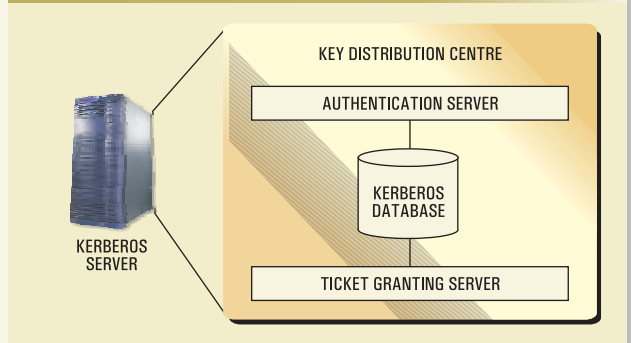 KEY DISTRIBUTION CENTRE
AUTHENTICATION SERVER
KERBEROS
DATABASE
TICKET GRANTING SERVER
KERBEROS
SERVER